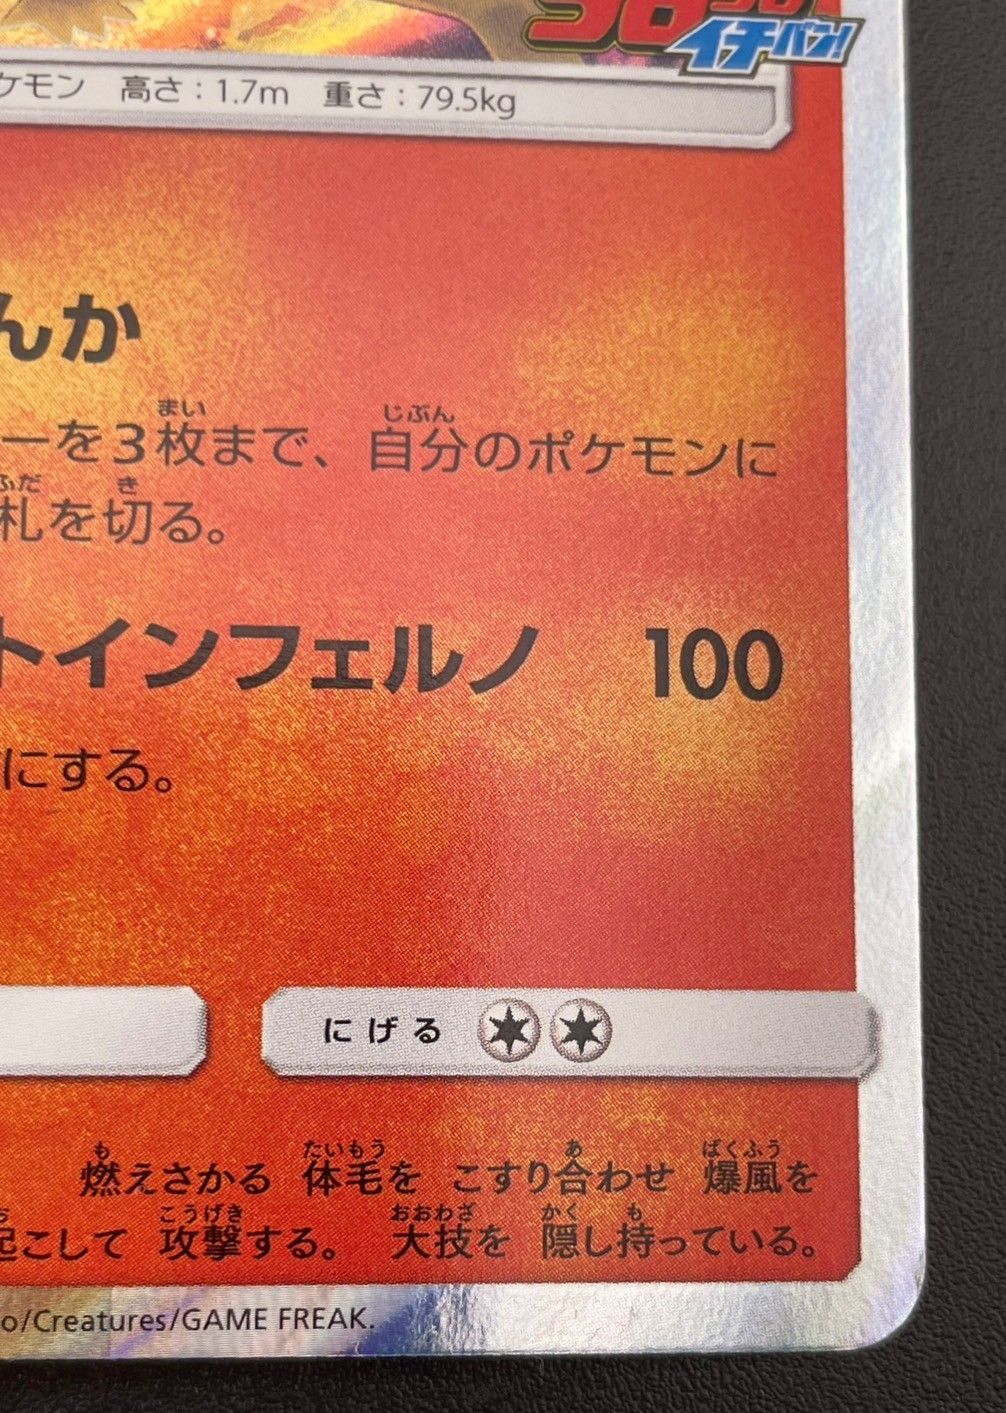 イチバン!
ケモン 高さ:1.7m 重さ:79.5kg
んか
ーを3枚まで、自分のポケモンに
札を切る。
トインフェルノ 100
にする。
にげる
燃えさかる 体毛を こすり合わせ 爆風を
起こして 攻撃する。 大技を 隠し持っている。
o/Creatures/GAME FREAK.